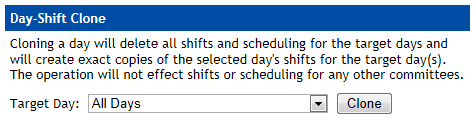 Day-Shift Clone
Cloning a day will delete all shifts and scheduling for the target days and
will create exact copies of the selected day's shifts for the target day(s).
The operation will not effect shifts or scheduling for any other committees.
Target Day: All Days Clone